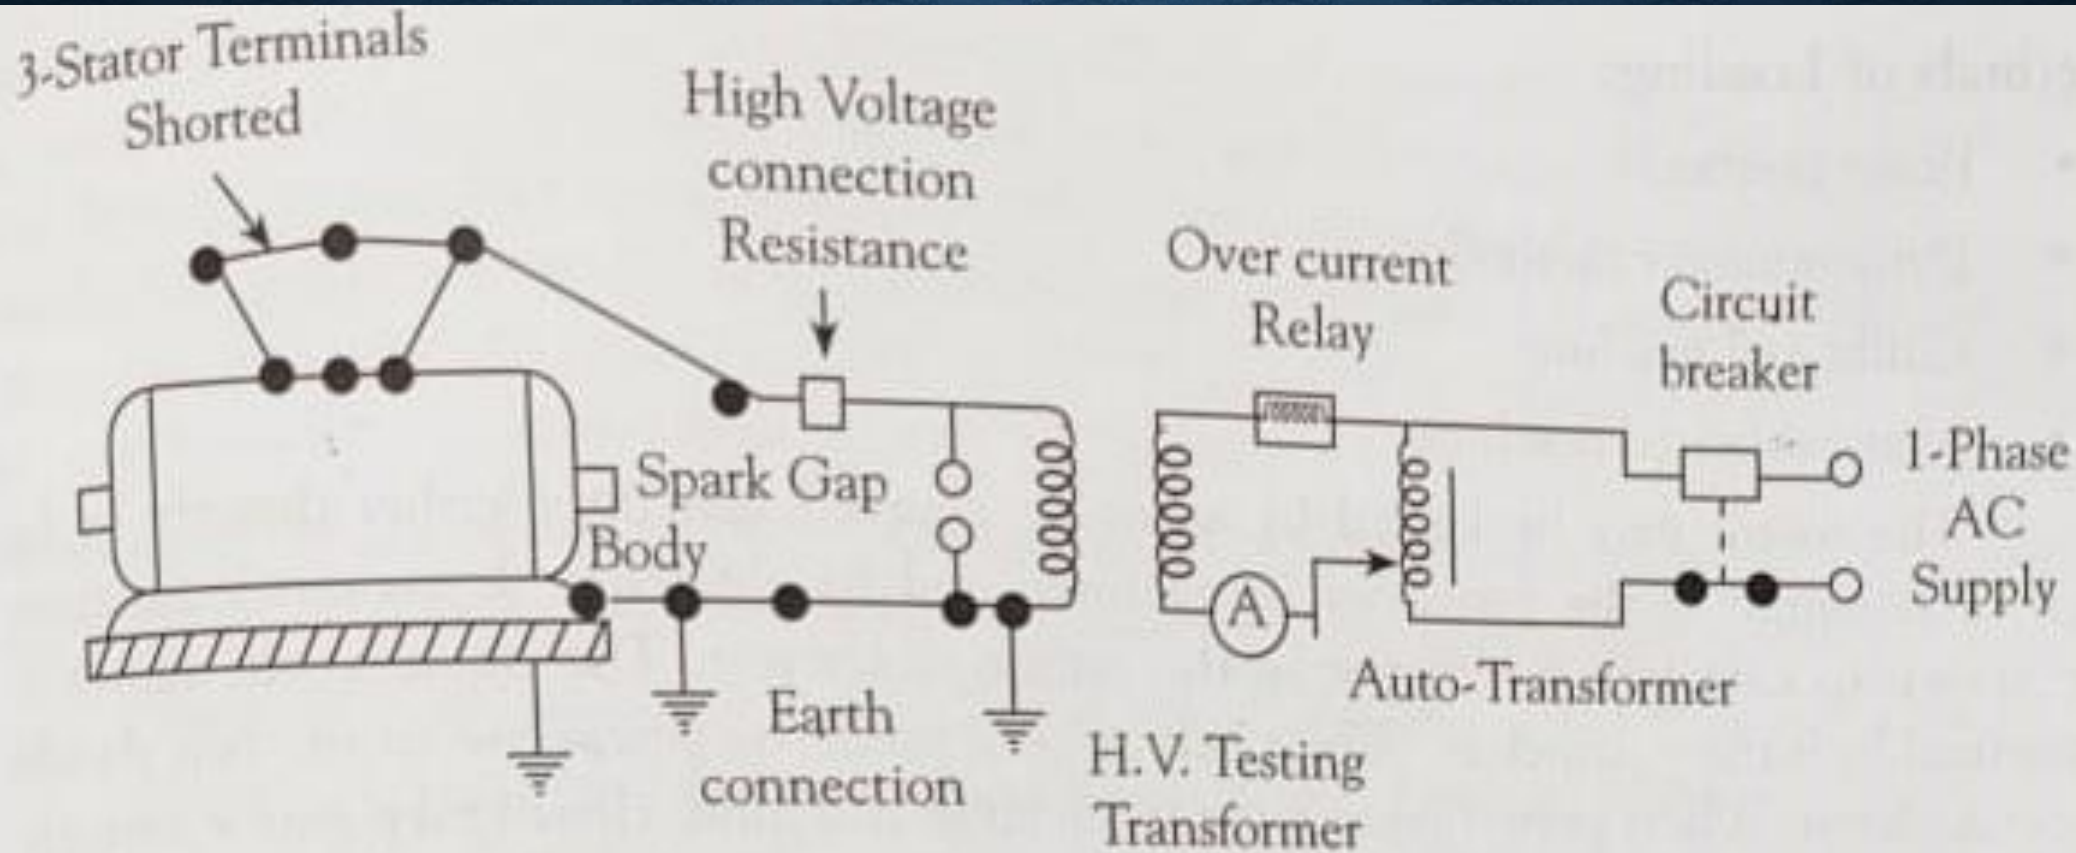 3-Stator Terminals
Shorted
High Voltage
connection
Resistance
Over current
Relay
Circuit
breaker
1-Phase
AC
Supply
Spark Gap
Body
A
Auto-Transformer
Earth
connection
H.V. Testing
Transformer